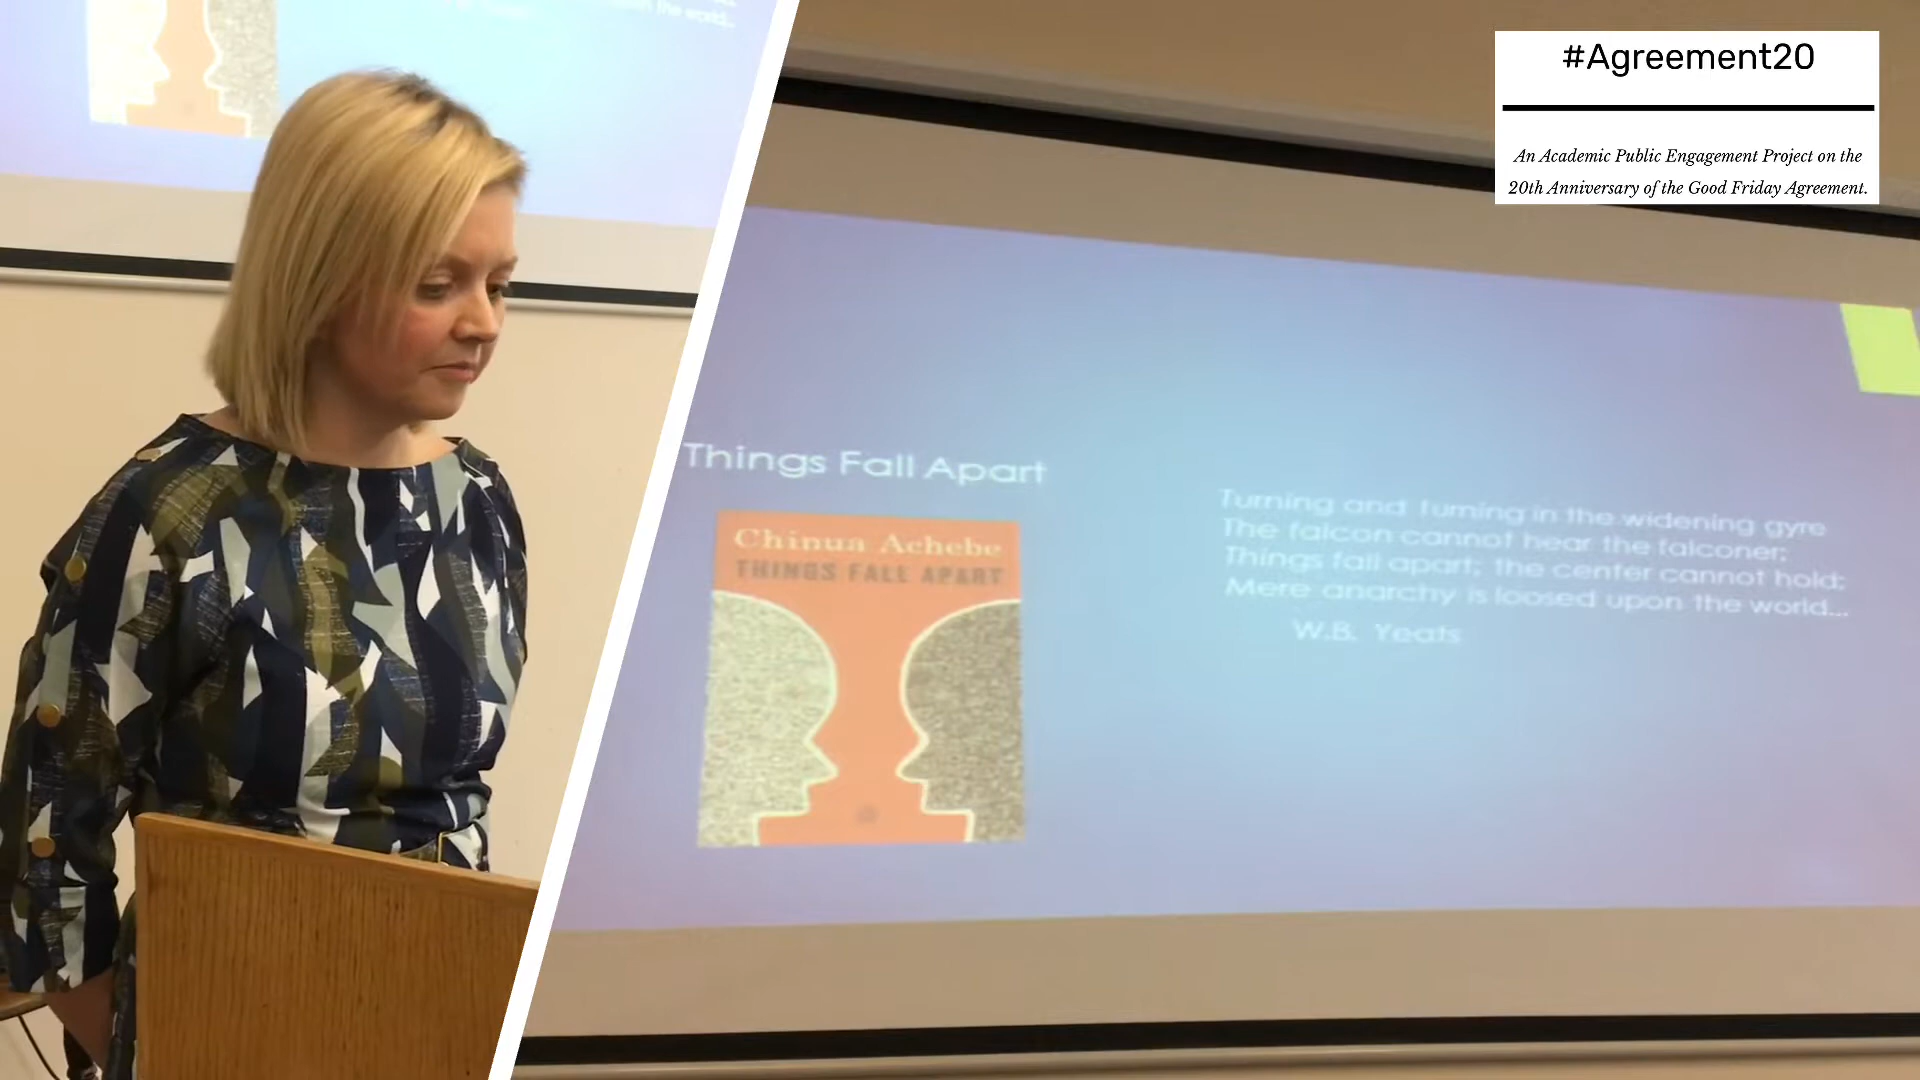 #Agreement20
An Academic Public Engagement Project on the
20th Anniversary of the Good Friday Agreement.
Things Fall Apart
Chinua Achebe
THINGS FALL APART
Turning and turning in the widening gyre
The falcon cannot hear the falconer;
Things fall apart; the center cannot hold;
Mere anarchy is loosed upon the world...
W.B. Yeats